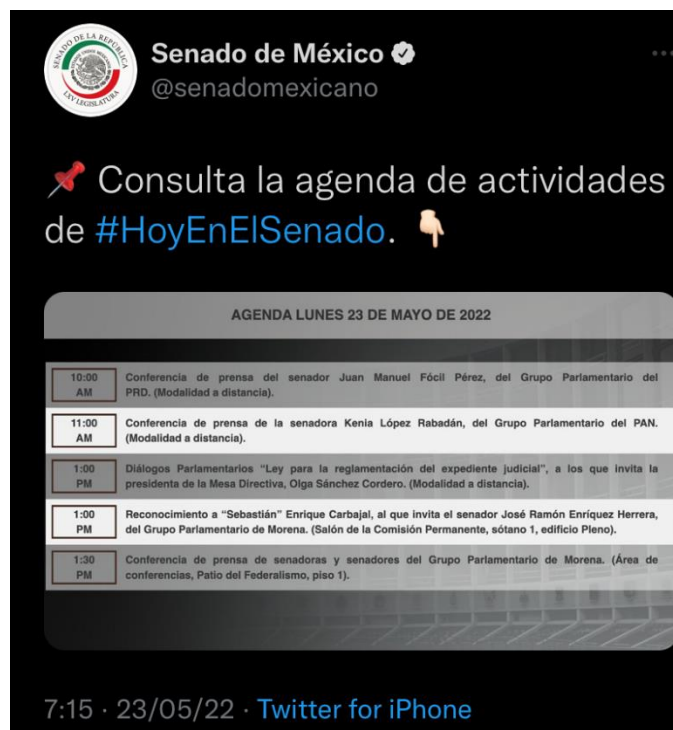 SENADO DE LA REPÚBLICA
LXV LEGISLATURA
Senado de México
@senadomexicano
📌 Consulta la agenda de actividades
de #HoyEnElSenado. 👇🏻
AGENDA LUNES 23 DE MAYO DE 2022
10:00 AM
Conferencia de prensa del senador Juan Manuel Fócil Pérez, del Grupo Parlamentario del
PRD. (Modalidad a distancia).
11:00 AM
Conferencia de prensa de la senadora Kenia López Rabadán, del Grupo Parlamentario del PAN.
(Modalidad a distancia).
1:00 PM
Diálogos Parlamentarios “Ley para la reglamentación del expediente judicial”, a los que invita la
presidenta de la Mesa Directiva, Olga Sánchez Cordero. (Modalidad a distancia).
1:00 PM
Reconocimiento a “Sebastián” Enrique Carbajal, al que invita el senador José Ramón Enríquez Herrera,
del Grupo Parlamentario de Morena. (Salón de la Comisión Permanente, sótano 1, edificio Pleno).
1:30 PM
Conferencia de prensa de senadoras y senadores del Grupo Parlamentario de Morena. (Área de
conferencias, Patio del Federalismo, piso 1).
7:15 · 23/05/22 · Twitter for iPhone